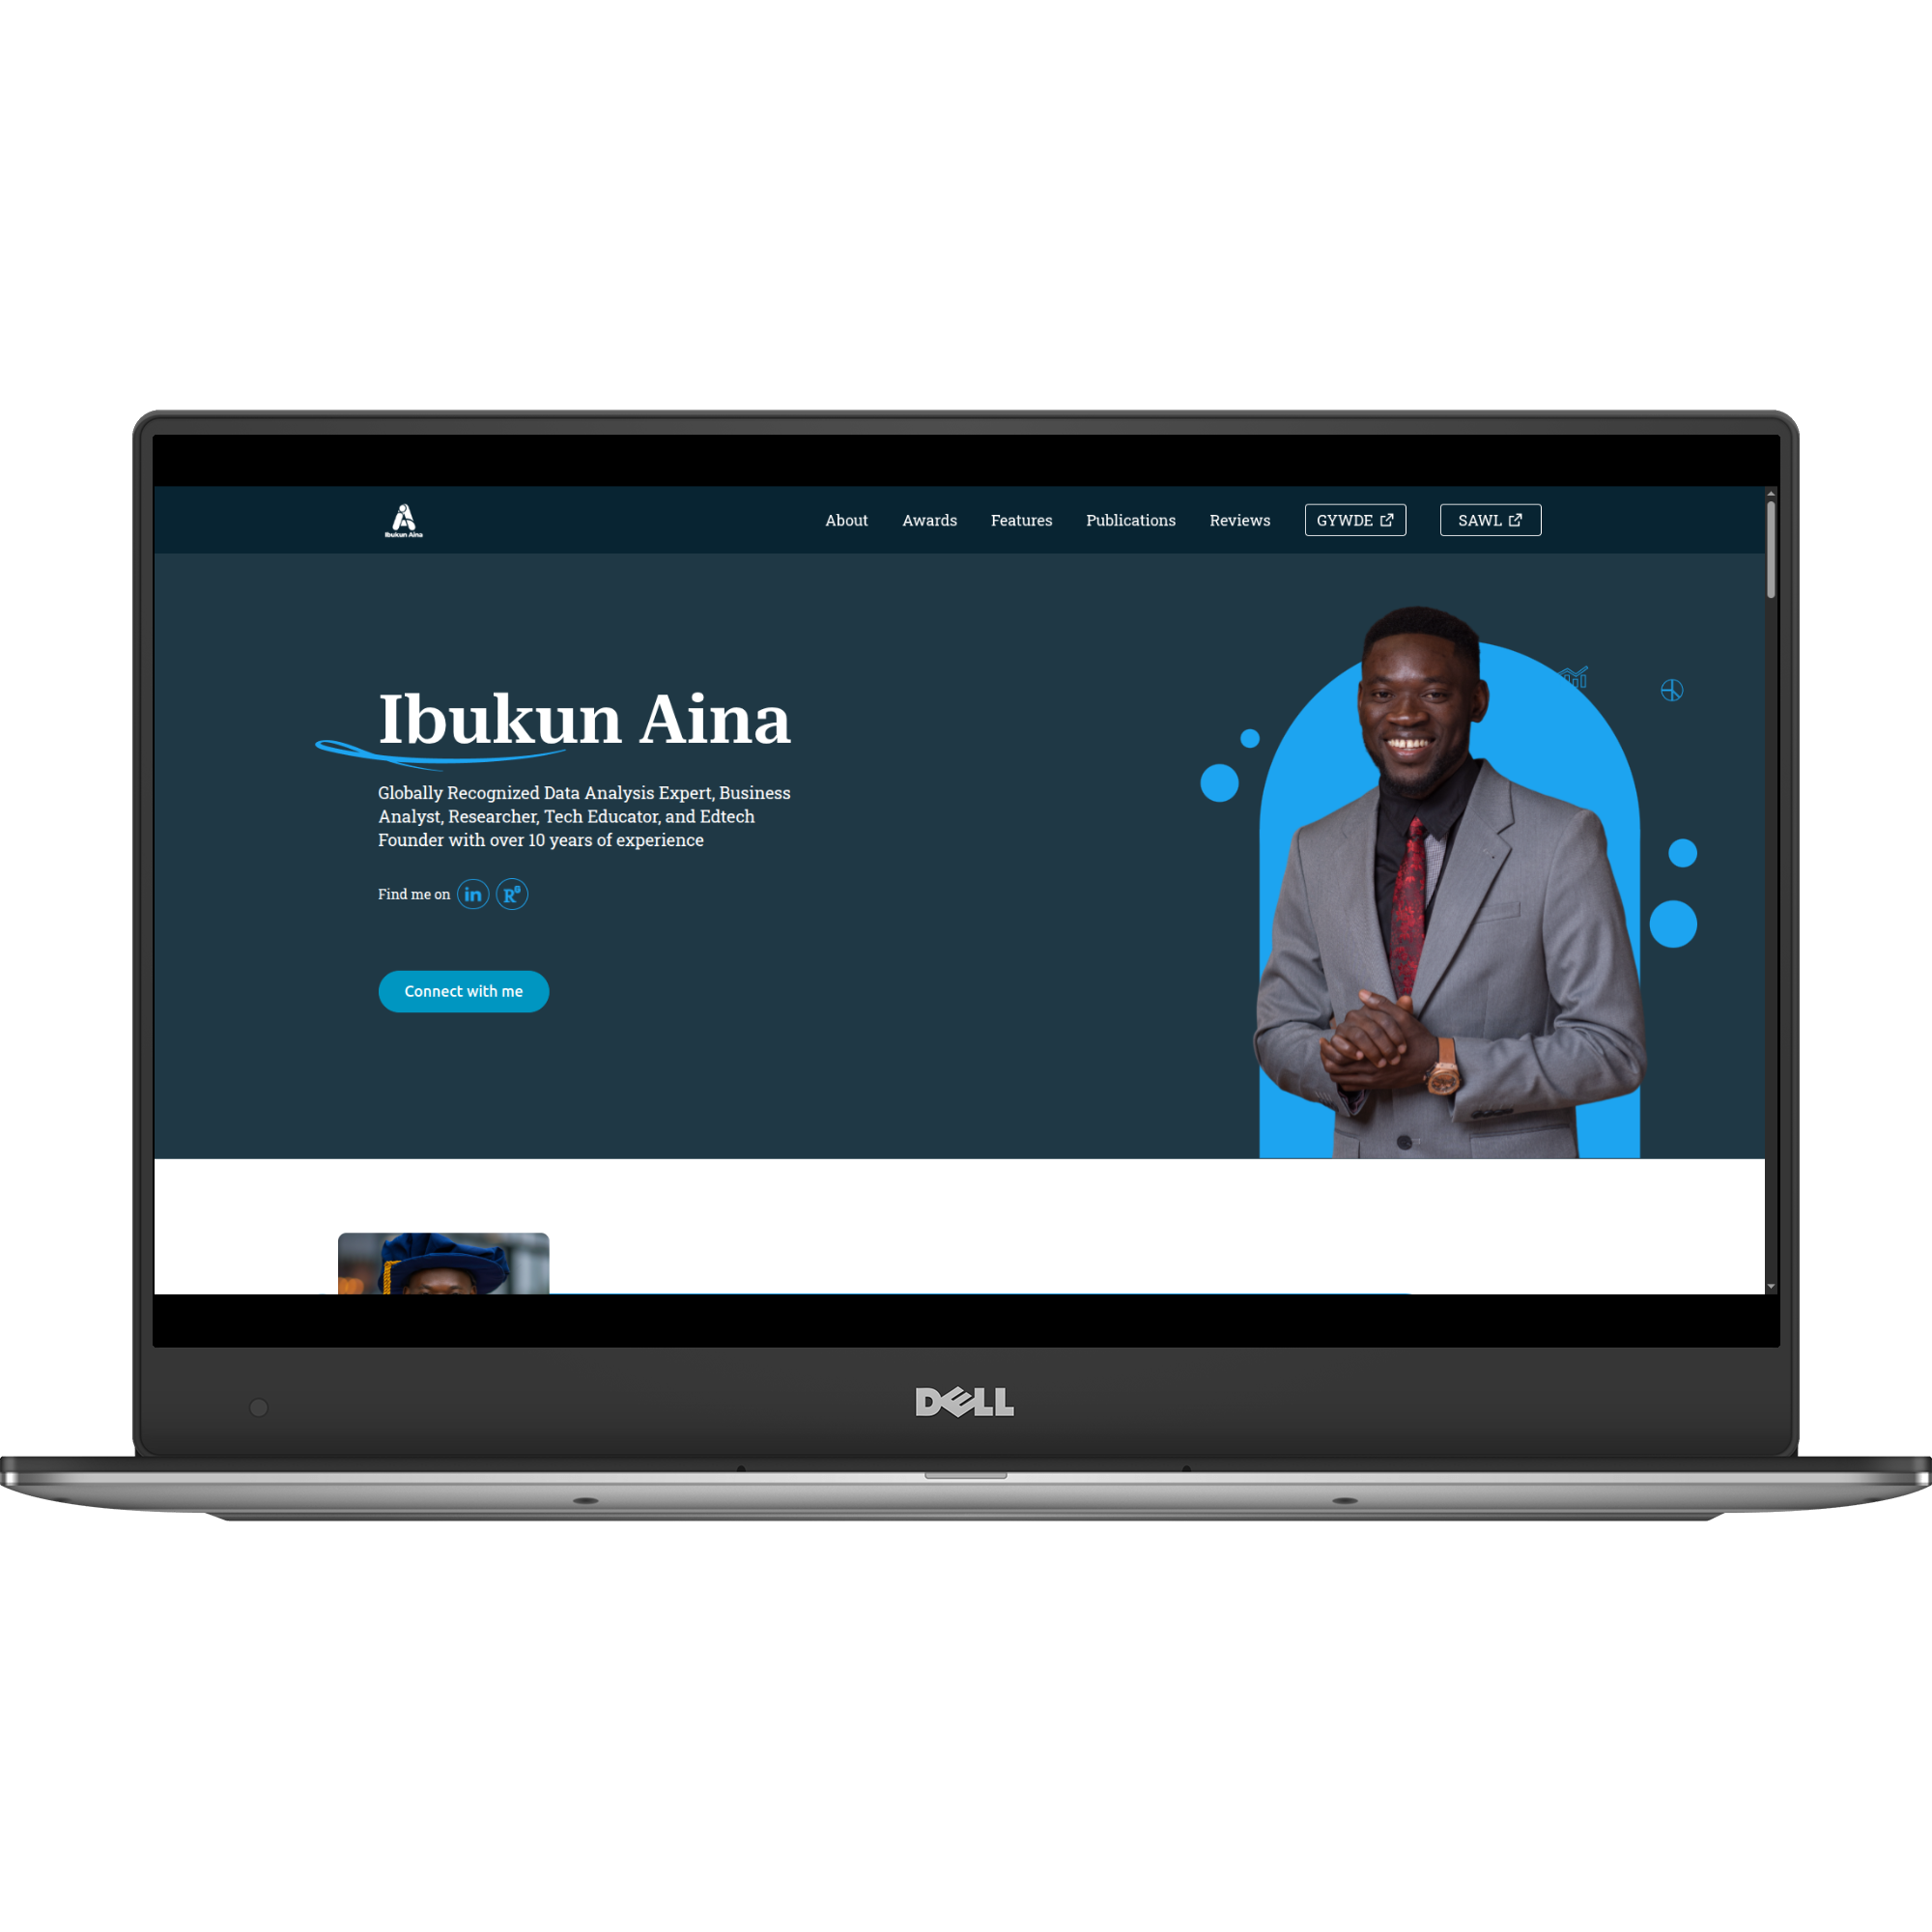 Ibukun Aina
About Awards Features Publications Reviews GYWDE SAWL
Ibukun Aina
Globally Recognized Data Analysis Expert, Business
Analyst, Researcher, Tech Educator, and Edtech
Founder with over 10 years of experience
Find me on in R G
Connect with me
DELL